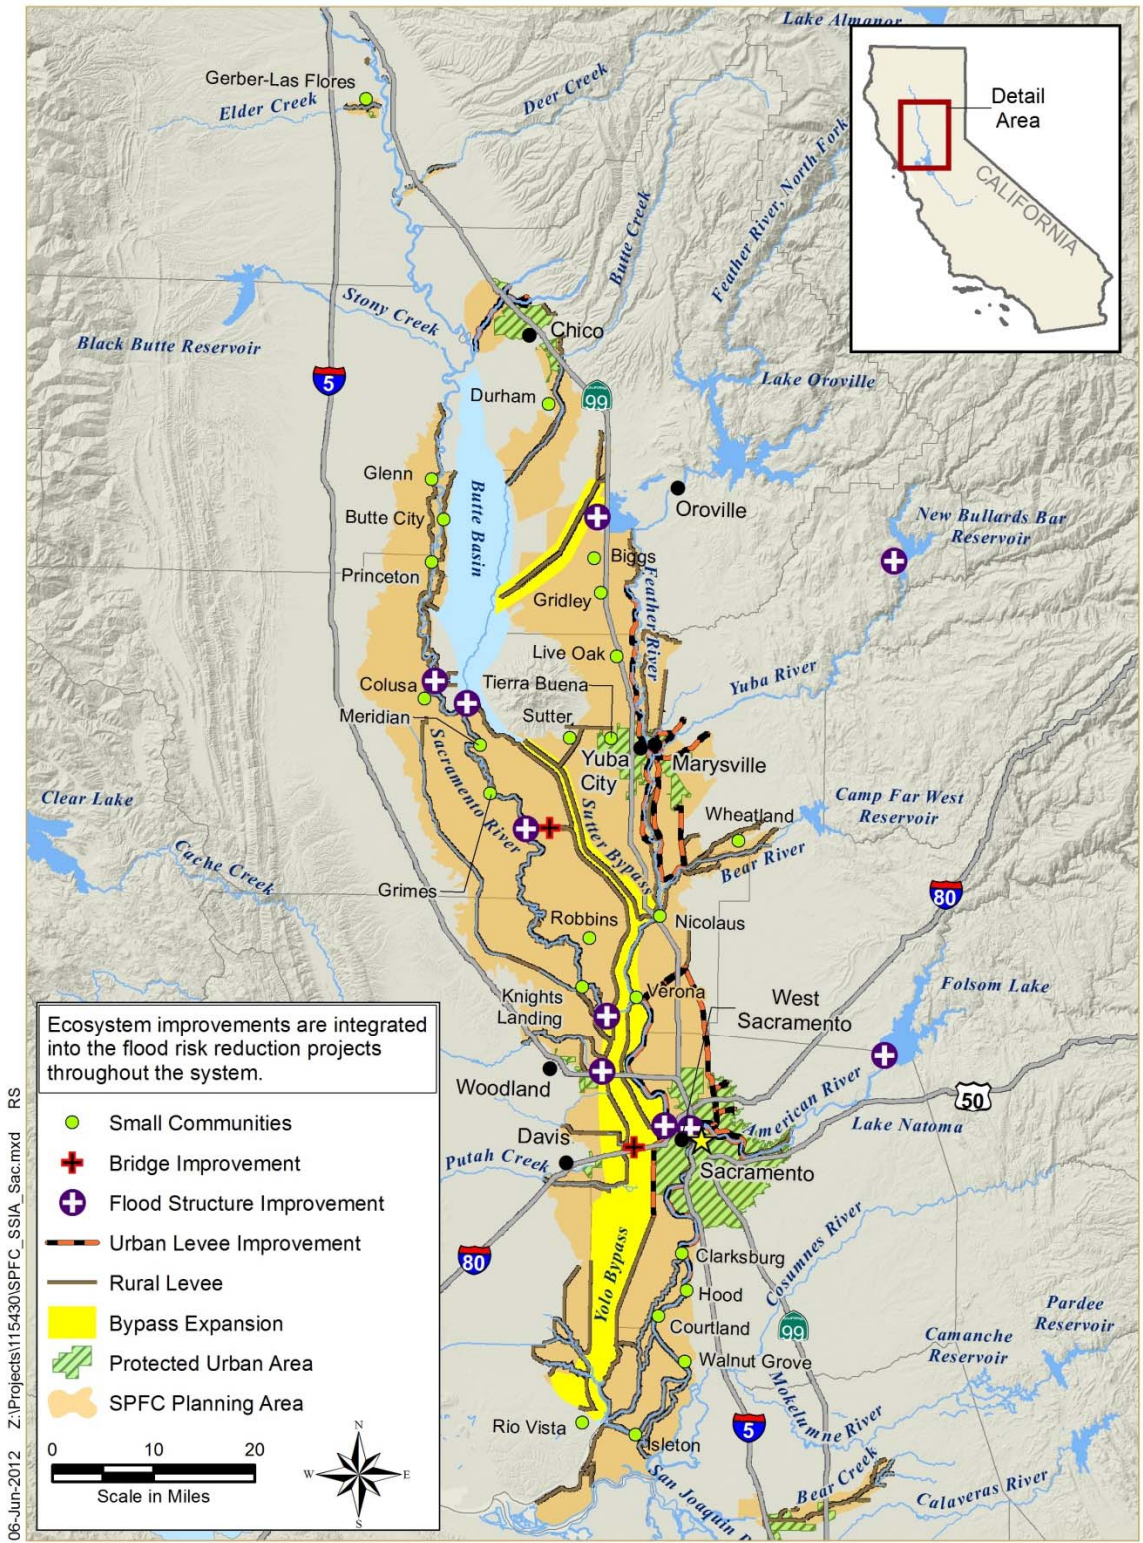 Lake Almanor
Gerber-Las Flores
Elder Creek
Deer Creek
Detail
Area
CALIFORNIA
Feather River, North Fork
Butte Creek
Stony Creek
Black Butte Reservoir
Chico
5
Lake Oroville
CALIFORNIA
99
Durham
Glenn
Butte City
Butte Basin
Oroville
New Bullards Bar
Reservoir
Princeton
Biggs
Gridley
Feather River
Live Oak
Yuba River
Colusa
Tierra Buena
Meridian
Sutter
Yuba
City
Marysville
Sacramento River
Clear Lake
Camp Far West
Reservoir
Wheatland
Sutter Bypass
Bear River
Cache Creek
Grimes
80
Robbins
Nicolaus
Folsom Lake
Knights
Landing
Verona
West
Sacramento
Woodland
50
American River
Lake Natoma
Davis
Putah Creek
Sacramento
Cosumnes River
80
Clarksburg
Yolo Bypass
Hood
Courtland
CALIFORNIA
99
Pardee
Reservoir
Camanche
Reservoir
Walnut Grove
Mokelumne River
Rio Vista
5
Isleton
San Joaquin
Bear Creek
Calaveras River
Ecosystem improvements are integrated
into the flood risk reduction projects
throughout the system.
Small Communities
Bridge Improvement
Flood Structure Improvement
Urban Levee Improvement
Rural Levee
Bypass Expansion
Protected Urban Area
SPFC Planning Area
0 10 20
Scale in Miles
N
W E
S
06-Jun-2012 Z:\Projects\115430\SPFC_SSIA_Sac.mxd RS